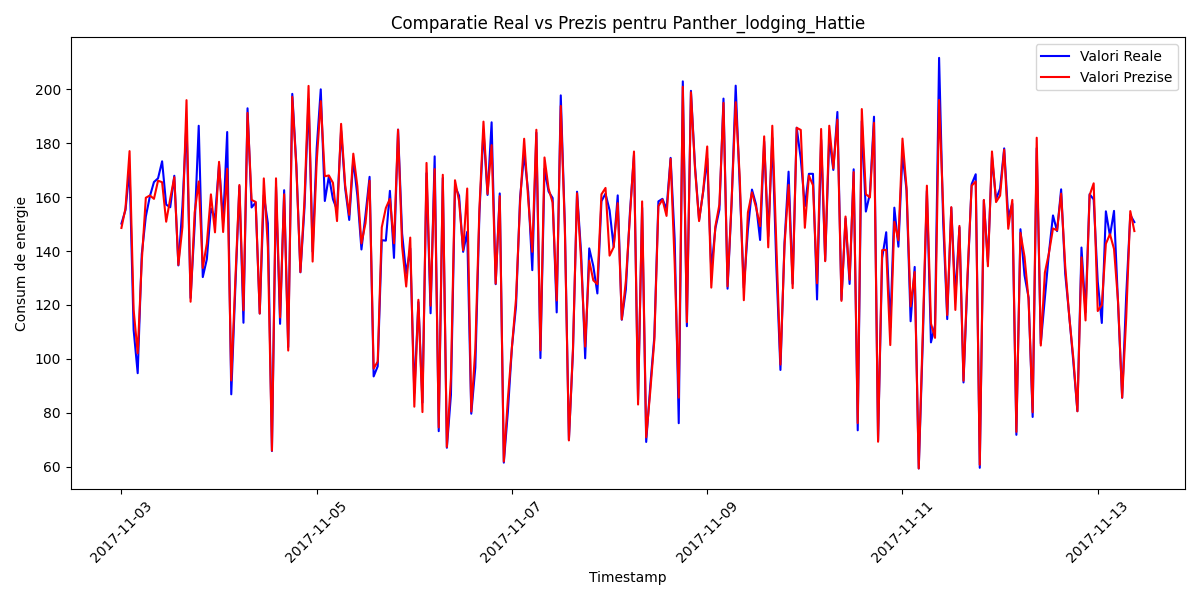 Comparatie Real vs Prezis pentru Panther_lodging_Hattie
Valori Reale
Valori Prezise
Consum de energie
200
180
160
140
120
100
80
60
2017-11-03
2017-11-05
2017-11-07
2017-11-09
2017-11-11
2017-11-13
Timestamp